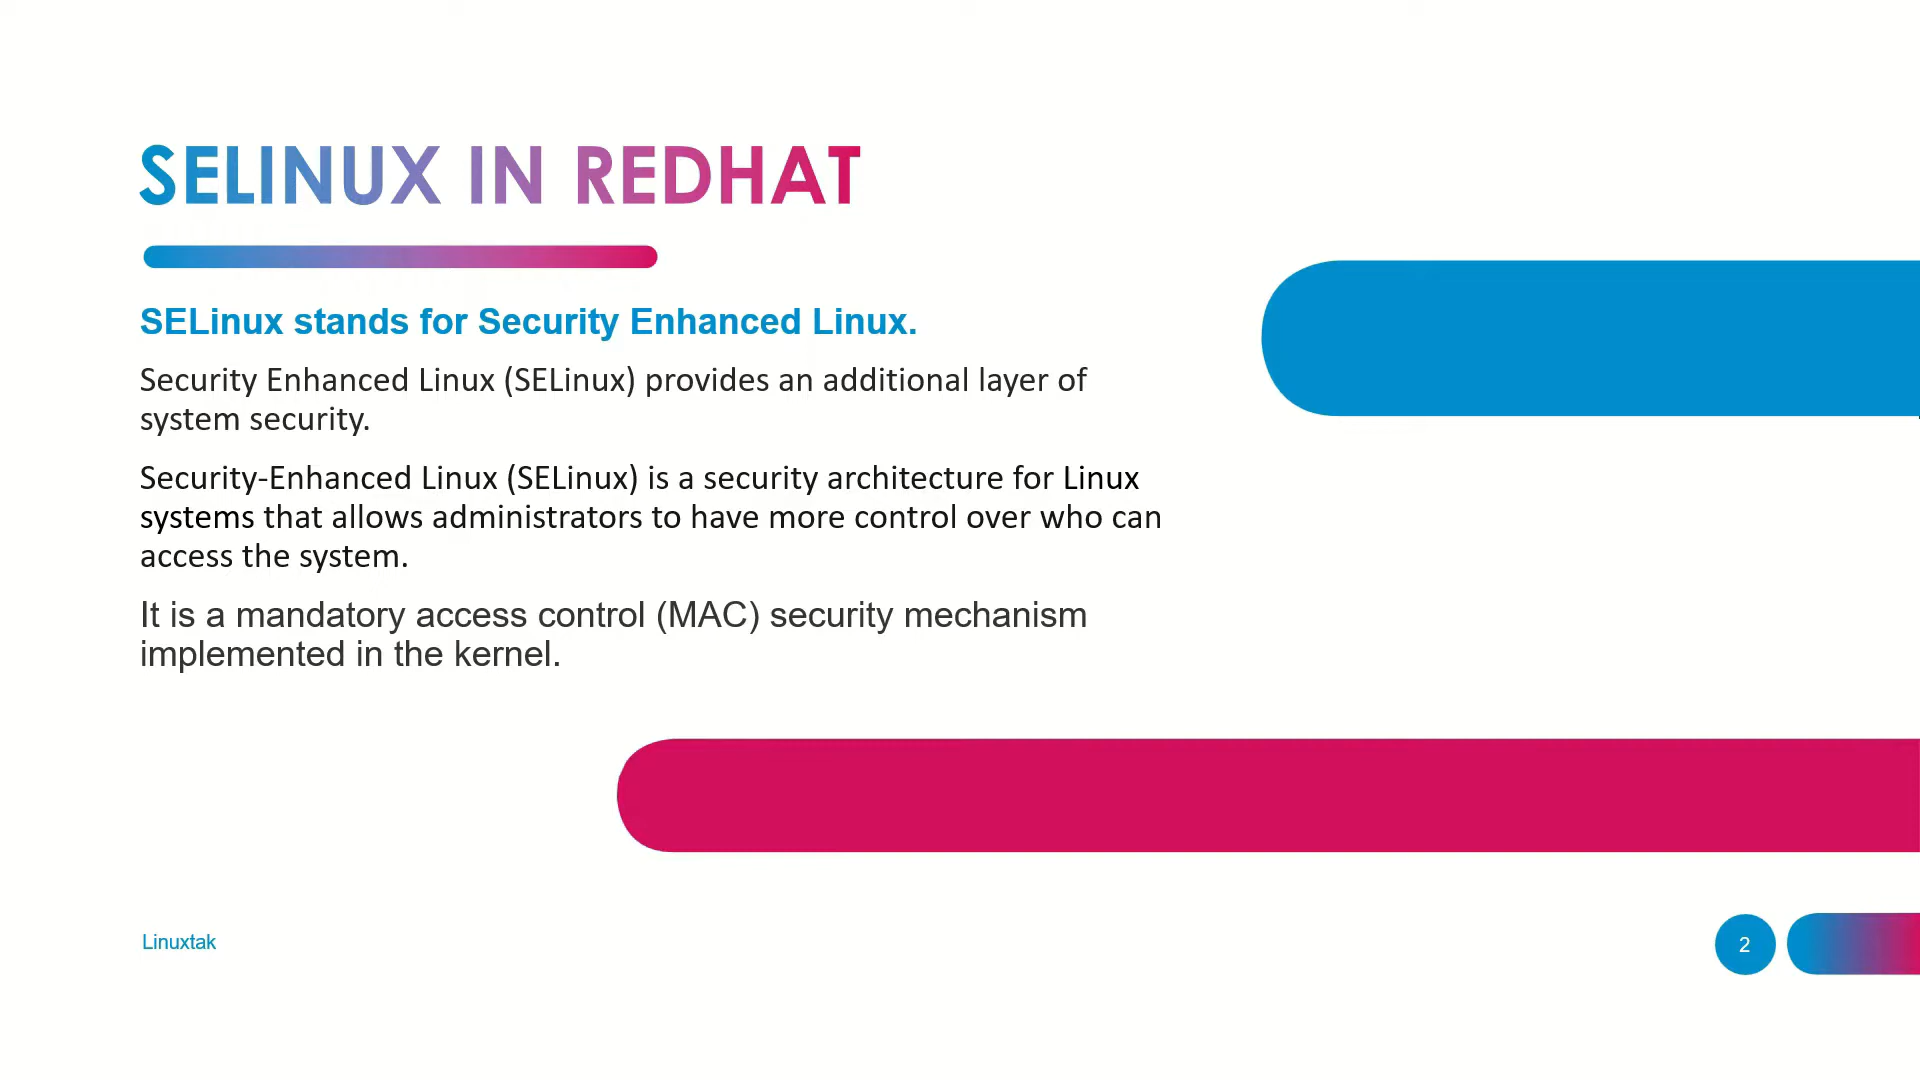 SELINUX IN REDHAT
SELinux stands for Security Enhanced Linux.
Security Enhanced Linux (SELinux) provides an additional layer of
system security.
Security-Enhanced Linux (SELinux) is a security architecture for Linux
systems that allows administrators to have more control over who can
access the system.
It is a mandatory access control (MAC) security mechanism
implemented in the kernel.
Linuxtak
2